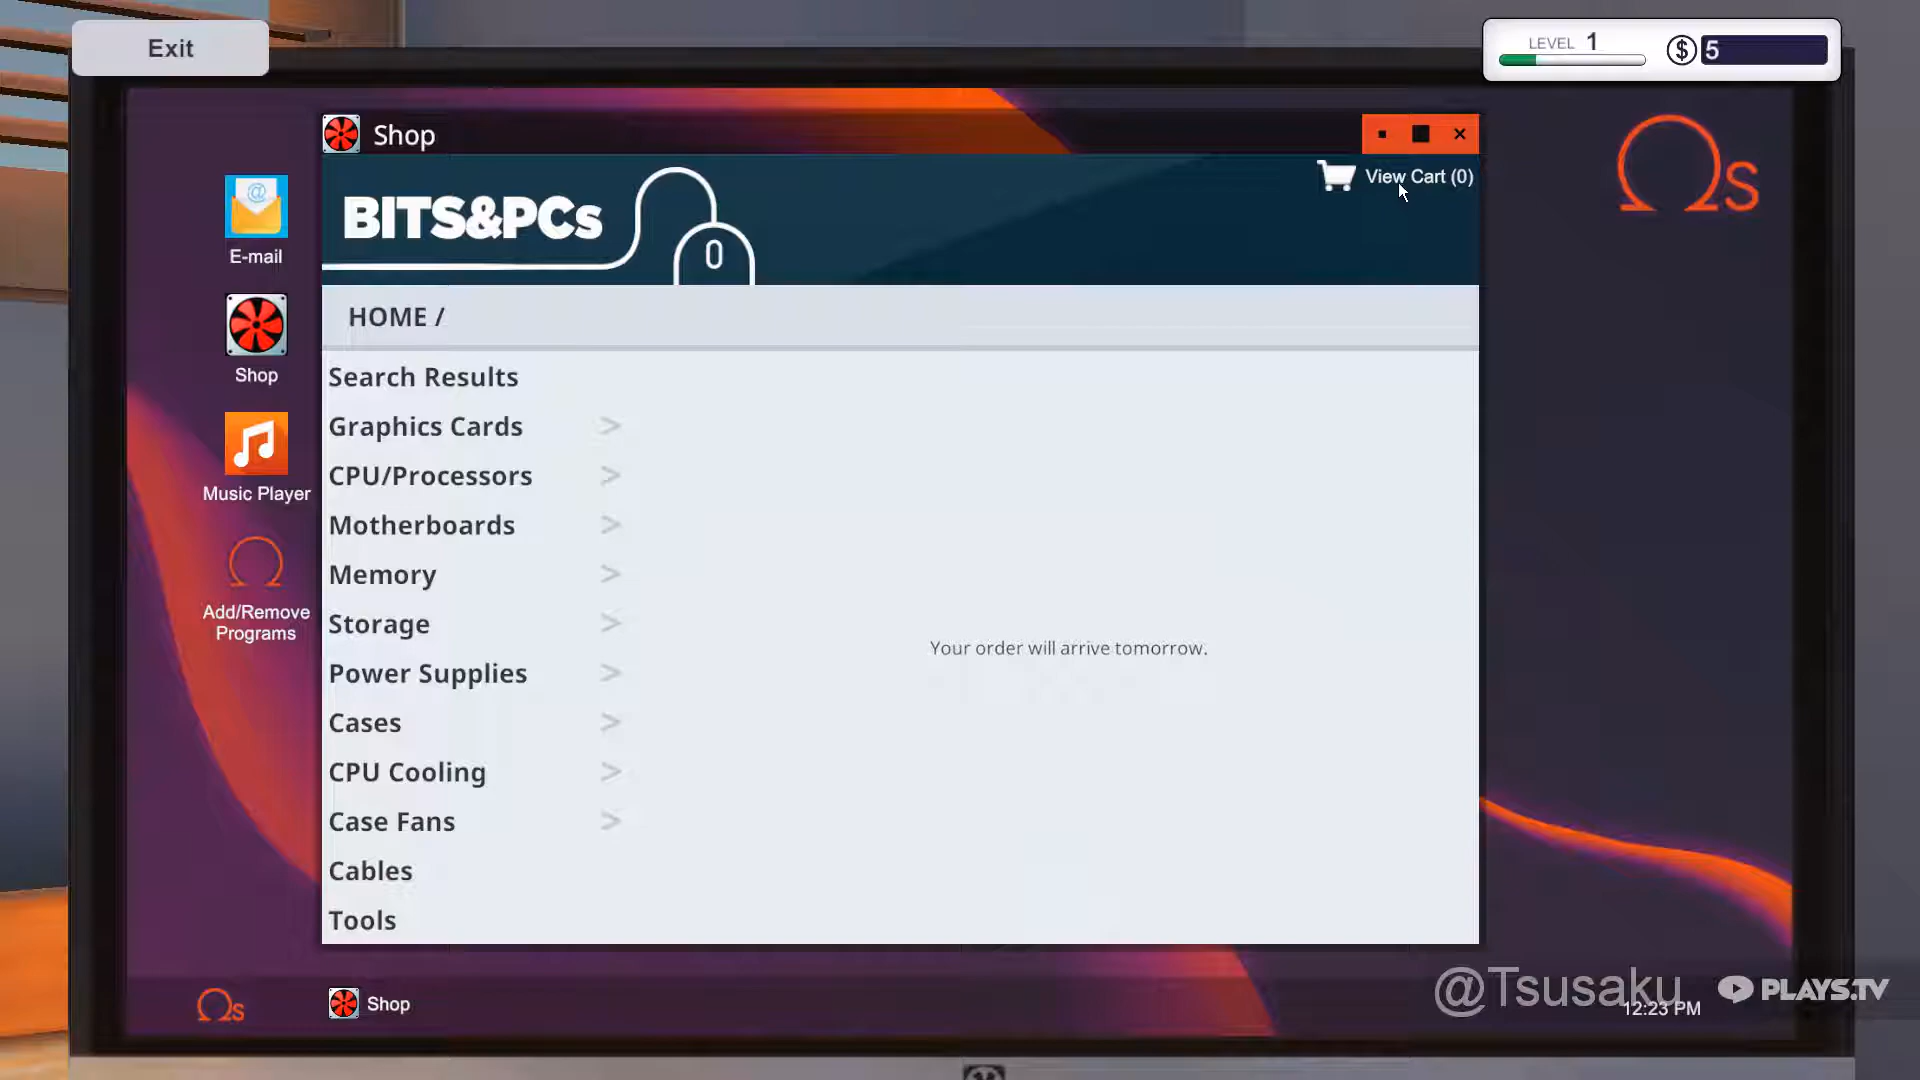 Exit
LEVEL 1
$ 5
Shop
View Cart (0)
BITS&PCs
Ωs
E-mail
HOME /
Shop
Search Results
Graphics Cards >
CPU/Processors >
Music Player
Motherboards >
Memory >
Add/Remove
Programs
Storage >
Your order will arrive tomorrow.
Power Supplies >
Cases >
CPU Cooling >
Case Fans >
Cables
Tools
Ωs
Shop
@Tsusaku
PLAYS.TV
12:23 PM